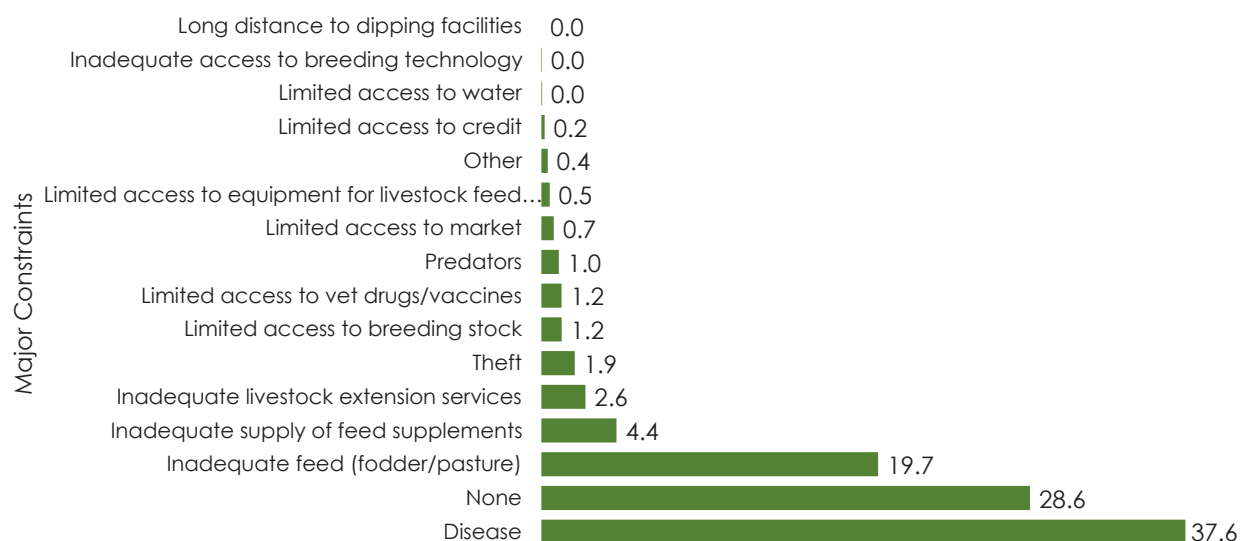 Major Constraints
Long distance to dipping facilities 0.0
Inadequate access to breeding technology 0.0
Limited access to water 0.0
Limited access to credit 0.2
Other 0.4
Limited access to equipment for livestock feed… 0.5
Limited access to market 0.7
Predators 1.0
Limited access to vet drugs/vaccines 1.2
Limited access to breeding stock 1.2
Theft 1.9
Inadequate livestock extension services 2.6
Inadequate supply of feed supplements 4.4
Inadequate feed (fodder/pasture) 19.7
None 28.6
Disease 37.6